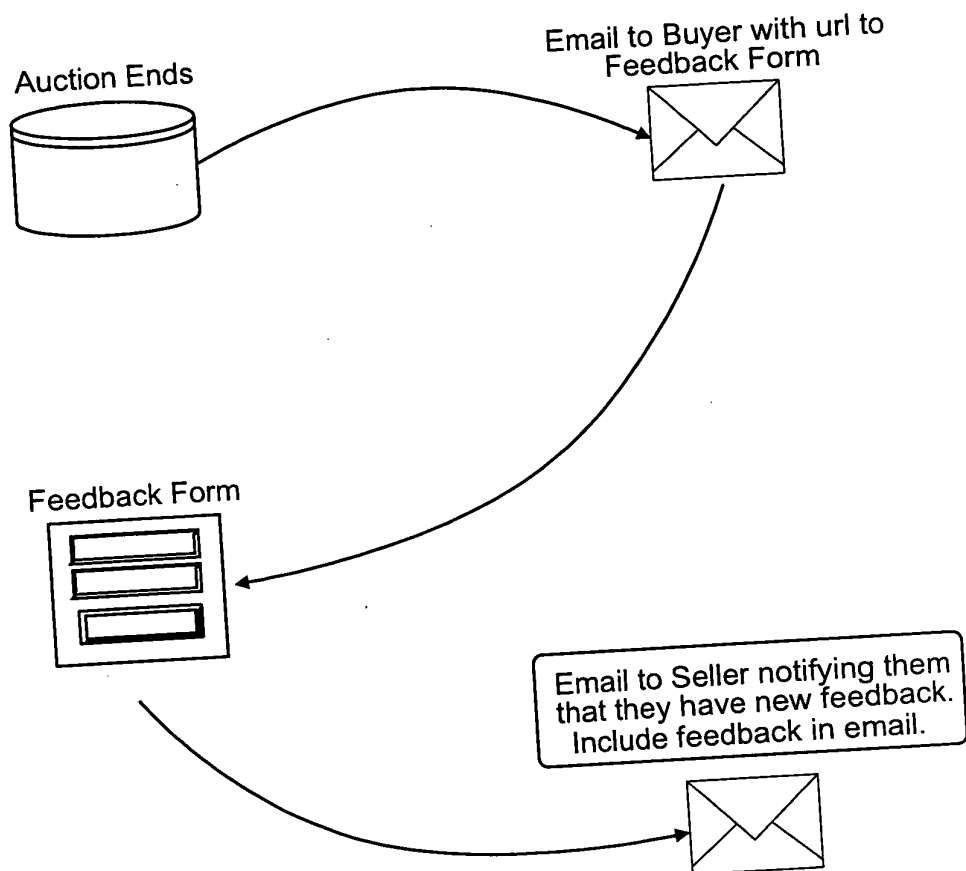 Email to Buyer with url to
Feedback Form
Auction Ends
Feedback Form
Email to Seller notifying them
that they have new feedback.
Include feedback in email.